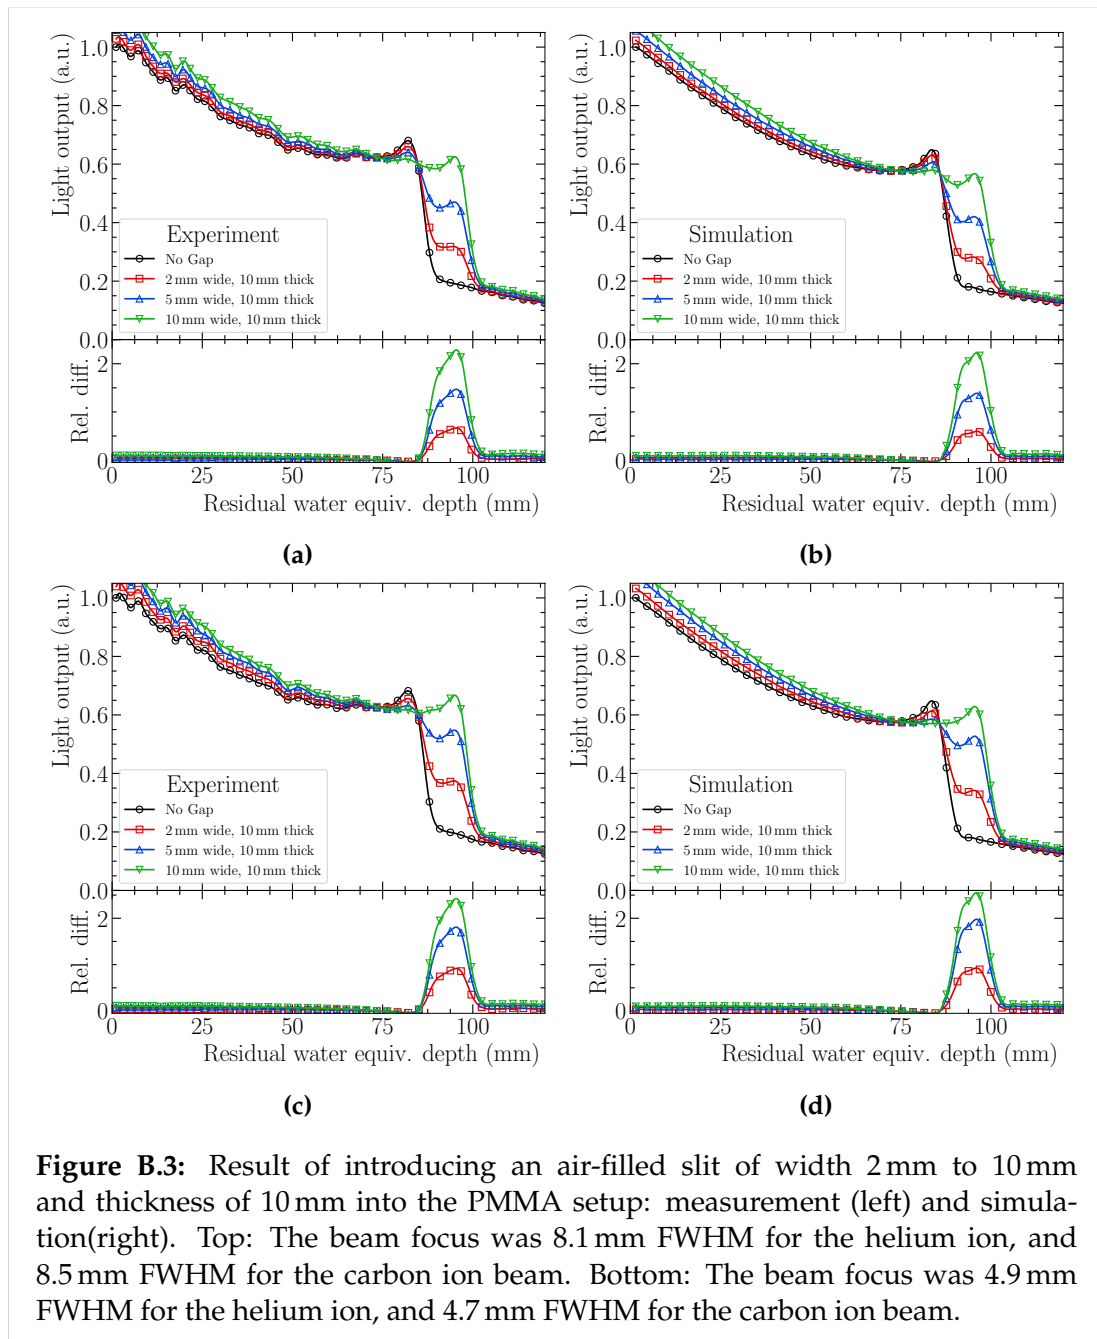 1.0
0.8
0.6
0.4
0.2
0.0
Light output (a.u.)
Experiment
No Gap
2 mm wide, 10 mm thick
5 mm wide, 10 mm thick
10 mm wide, 10 mm thick
2
0
Rel. diff.
0 25 50 75 100
Residual water equiv. depth (mm)
(a)
1.0
0.8
0.6
0.4
0.2
0.0
Light output (a.u.)
Simulation
No Gap
2 mm wide, 10 mm thick
5 mm wide, 10 mm thick
10 mm wide, 10 mm thick
2
0
Rel. diff.
0 25 50 75 100
Residual water equiv. depth (mm)
(b)
1.0
0.8
0.6
0.4
0.2
0.0
Light output (a.u.)
Experiment
No Gap
2 mm wide, 10 mm thick
5 mm wide, 10 mm thick
10 mm wide, 10 mm thick
2
0
Rel. diff.
0 25 50 75 100
Residual water equiv. depth (mm)
(c)
1.0
0.8
0.6
0.4
0.2
0.0
Light output (a.u.)
Simulation
No Gap
2 mm wide, 10 mm thick
5 mm wide, 10 mm thick
10 mm wide, 10 mm thick
2
0
Rel. diff.
0 25 50 75 100
Residual water equiv. depth (mm)
(d)
Figure B.3: Result of introducing an air-filled slit of width 2 mm to 10 mm
and thickness of 10 mm into the PMMA setup: measurement (left) and simula-
tion(right). Top: The beam focus was 8.1 mm FWHM for the helium ion, and
8.5 mm FWHM for the carbon ion beam. Bottom: The beam focus was 4.9 mm
FWHM for the helium ion, and 4.7 mm FWHM for the carbon ion beam.